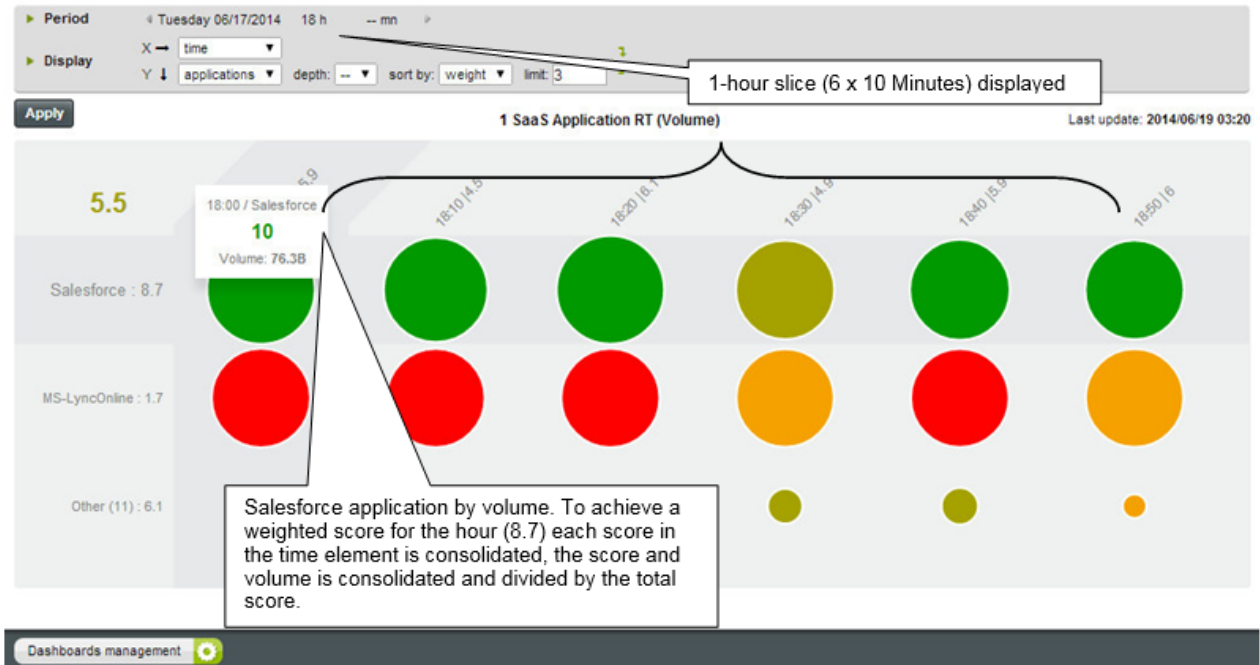 Period Tuesday 06/17/2014 18 h -- mn
Display X time
Y applications depth: -- sort by: weight limit: 3
1-hour slice (6 x 10 Minutes) displayed
Apply
1 SaaS Application RT (Volume)
Last update: 2014/06/19 03:20
5.5
5.9
18:10 |4.5
18:20 |6.1
18:30 |4.9
18:40 |5.9
18:50 |6
18:00 / Salesforce
10
Volume: 76.3B
Salesforce : 8.7
MS-LyncOnline : 1.7
Other (11) : 6.1
Salesforce application by volume. To achieve a
weighted score for the hour (8.7) each score in
the time element is consolidated, the score and
volume is consolidated and divided by the total
score.
Dashboards management